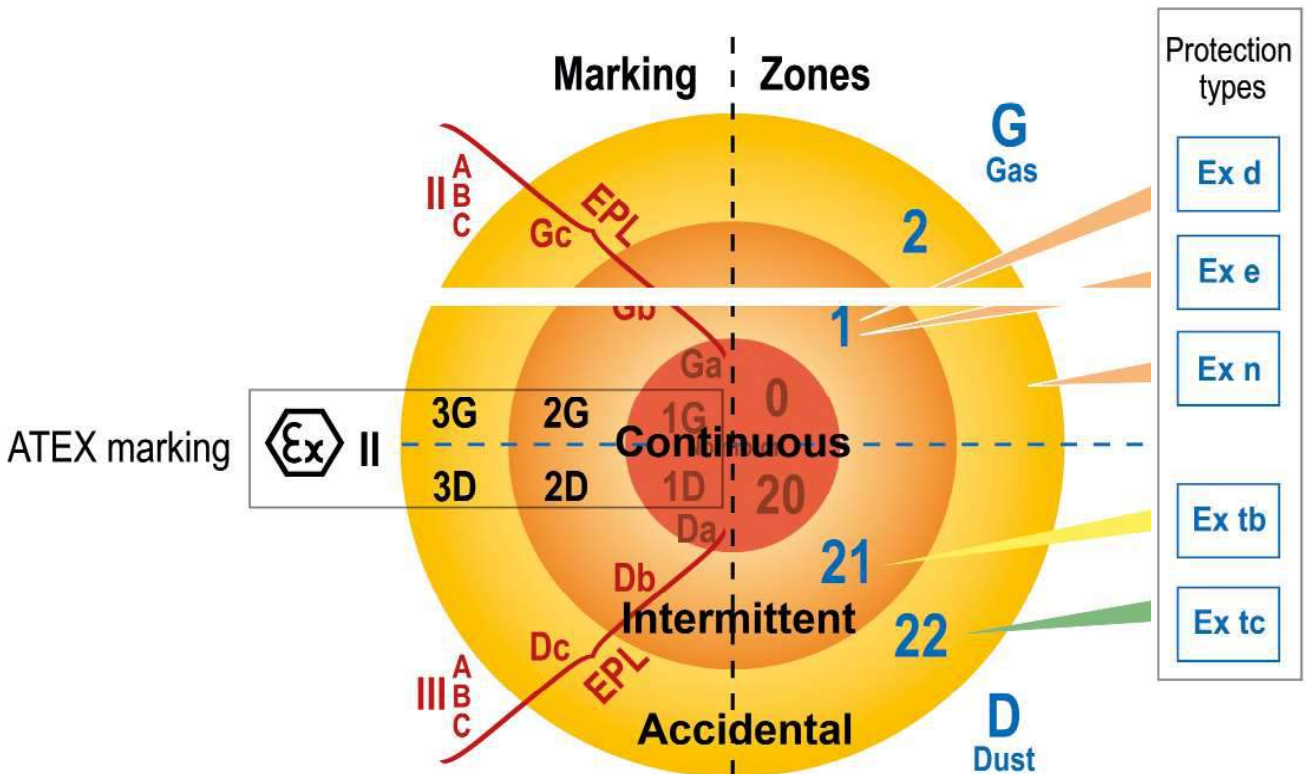 Marking
Zones
Protection
types
G
Gas
Ex d
Ex e
Ex n
Ex tb
Ex tc
II
A
B
C
EPL
Gc
Gb
Ga
2
1
0
ATEX marking
Ex II
3G
2G
1G
Continuous
3D
2D
1D
20
Da
Db
Dc
21
22
Intermittent
EPL
III
A
B
C
Accidental
D
Dust